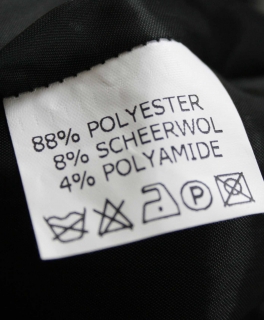 88% POLYESTER
8% SCHEERWOL
4% POLYAMIDE
P